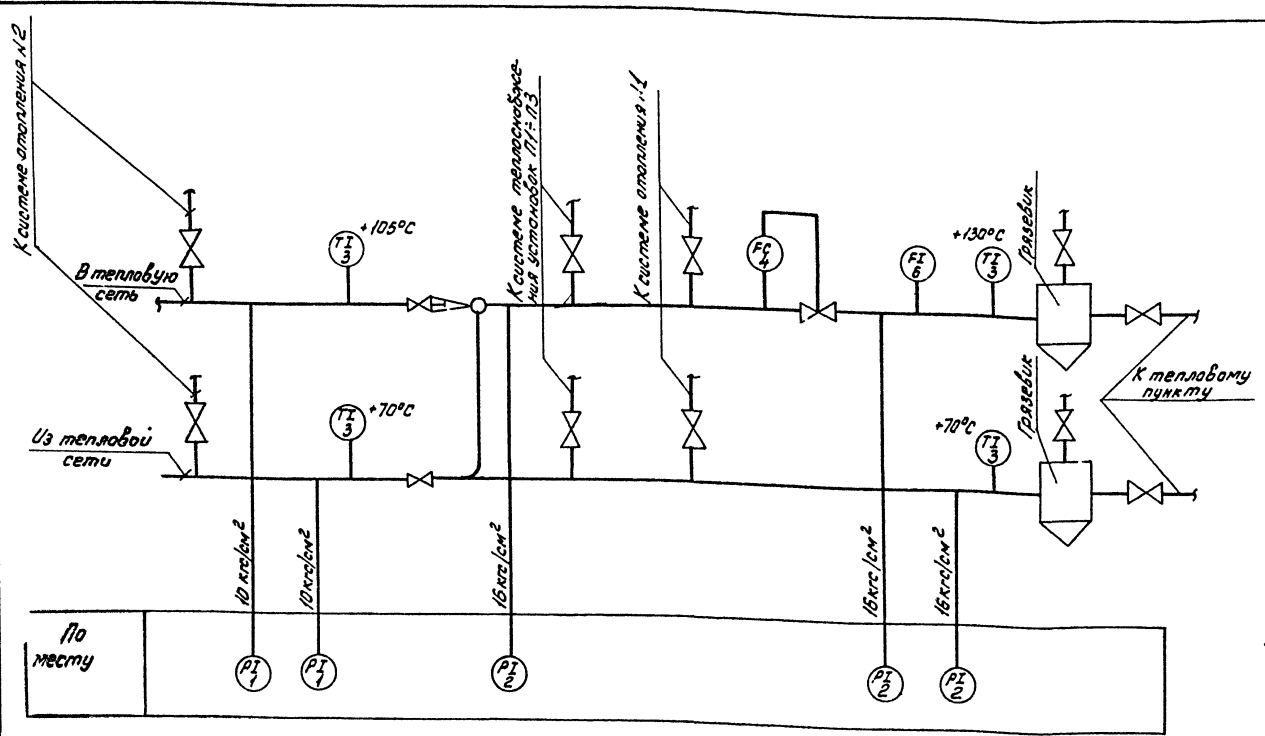 К системе отопления №2
В тепловую
сеть
Из тепловой
сети
+105°С
TI
3
+70°С
TI
3
К системе теплоснабже-
ния установок П1÷П3
К системе отопления №1
FC
4
FI
6
+130°С
TI
3
Грязевик
К тепловому
пункту
+70°С
TI
3
Грязевик
10 кгс/см²
10 кгс/см²
16 кгс/см²
16 кгс/см²
16 кгс/см²
По
месту
PI
1
PI
1
PI
2
PI
2
PI
2